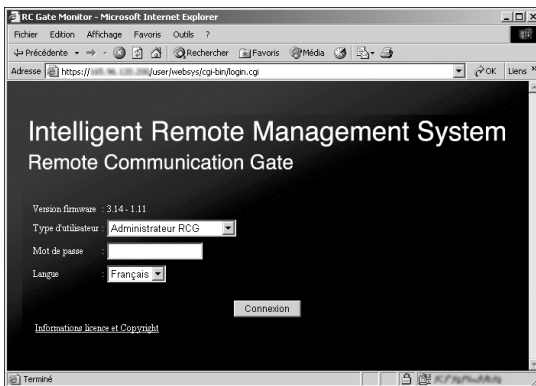 RC Gate Monitor - Microsoft Internet Explorer
Fichier Edition Affichage Favoris Outils ?
Précédente Rechercher Favoris Média
Adresse https:// /user/websys/cgi-bin/login.cgi OK Liens »
Intelligent Remote Management System
Remote Communication Gate
Version firmware : 3.14 - 1.11
Type d'utilisateur : Administrateur RCG
Mot de passe :
Langue : Français
Connexion
Informations licence et Copyright
Terminé